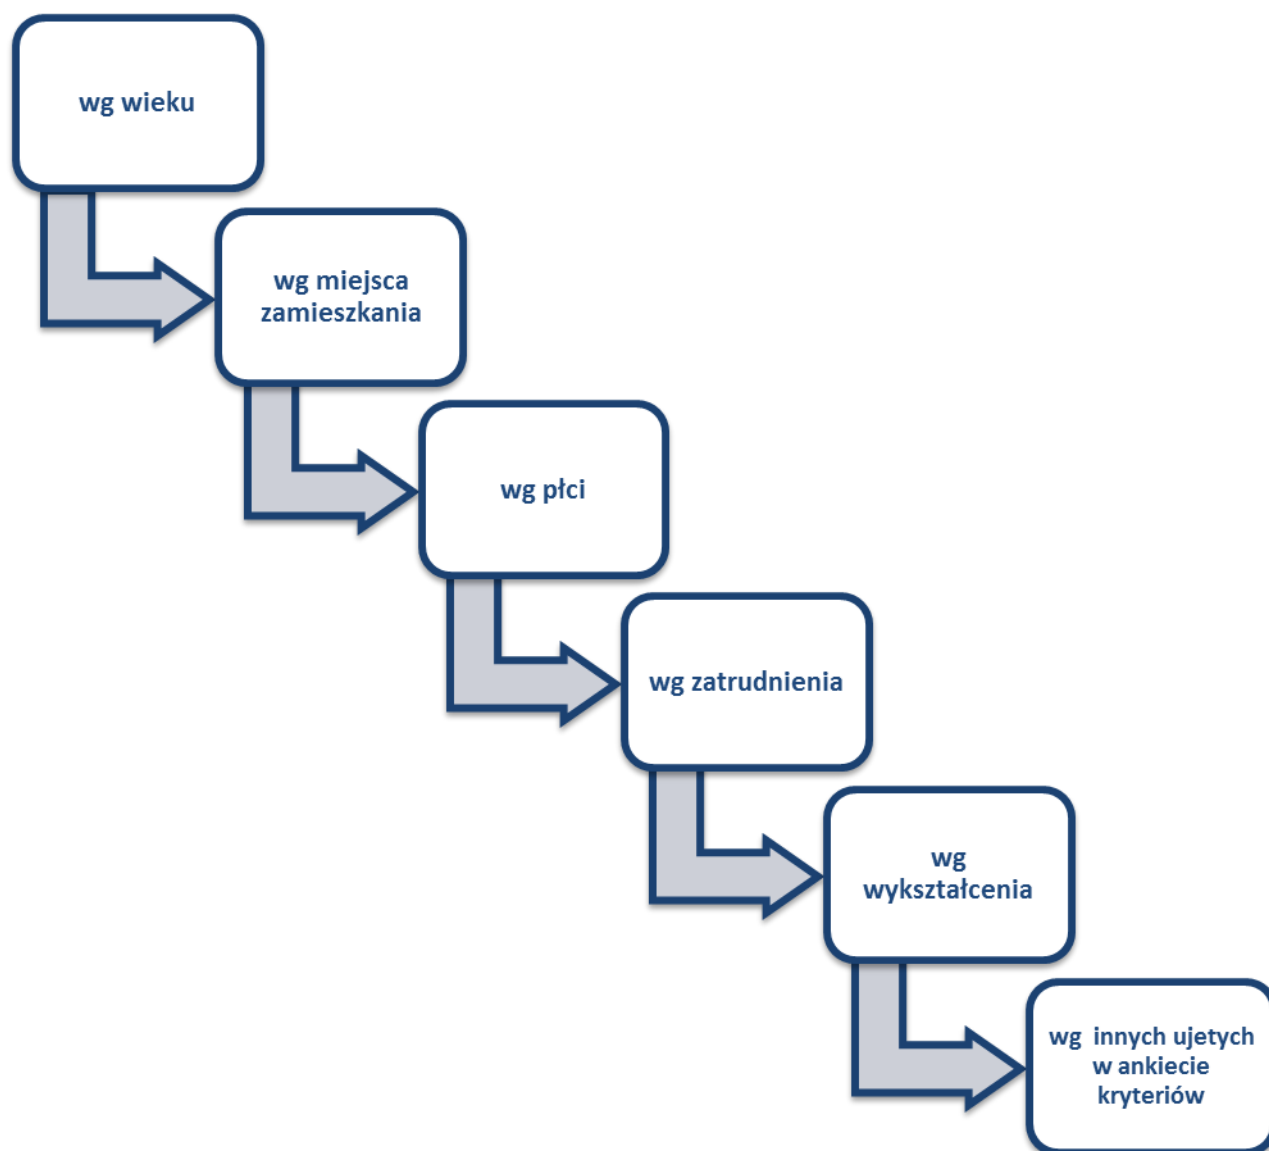 wg wieku
wg miejsca
zamieszkania
wg płci
wg zatrudnienia
wg
wykształcenia
wg innych ujetych
w ankiecie
kryteriów